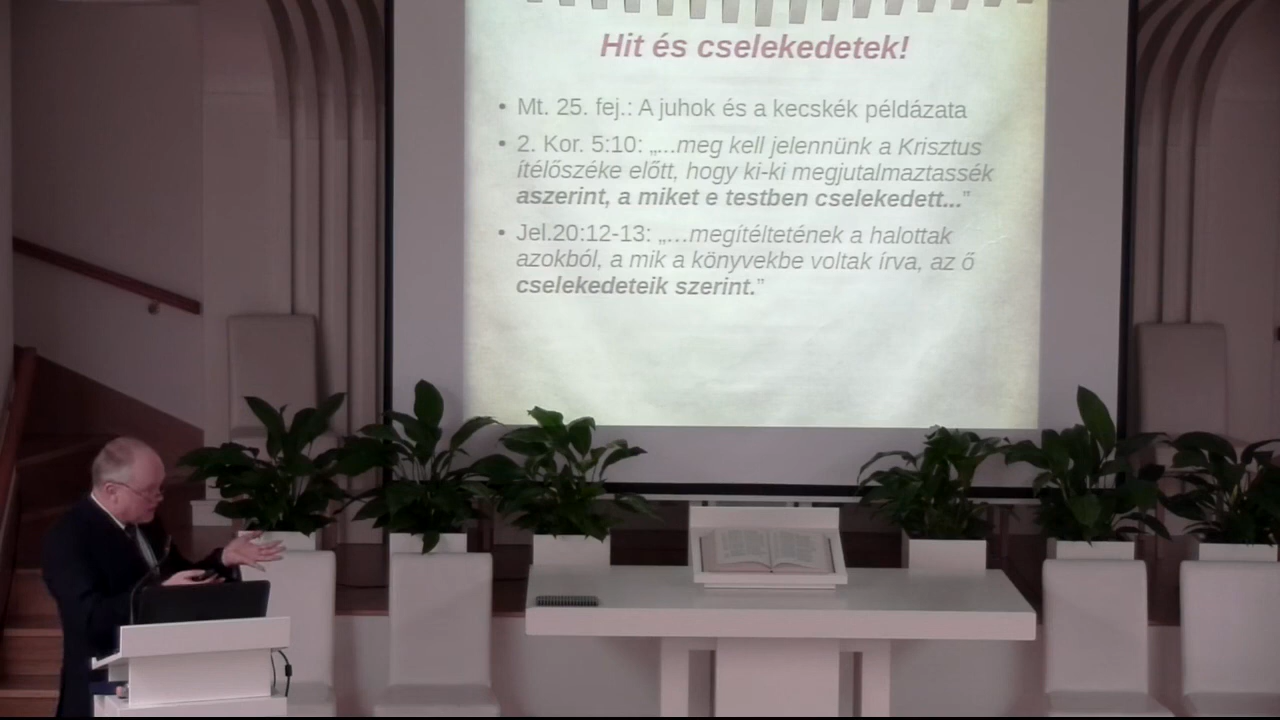 Hit és cselekedetek!
• Mt. 25. fej.: A juhok és a kecskék példázata
• 2. Kor. 5:10: „...meg kell jelennünk a Krisztus
ítélőszéke előtt, hogy ki-ki megjutalmaztassék
aszerint, a miket e testben cselekedett...”
• Jel.20:12-13: „...megítéltetének a halottak
azokból, a mik a könyvekbe voltak írva, az ő
cselekedeteik szerint.”